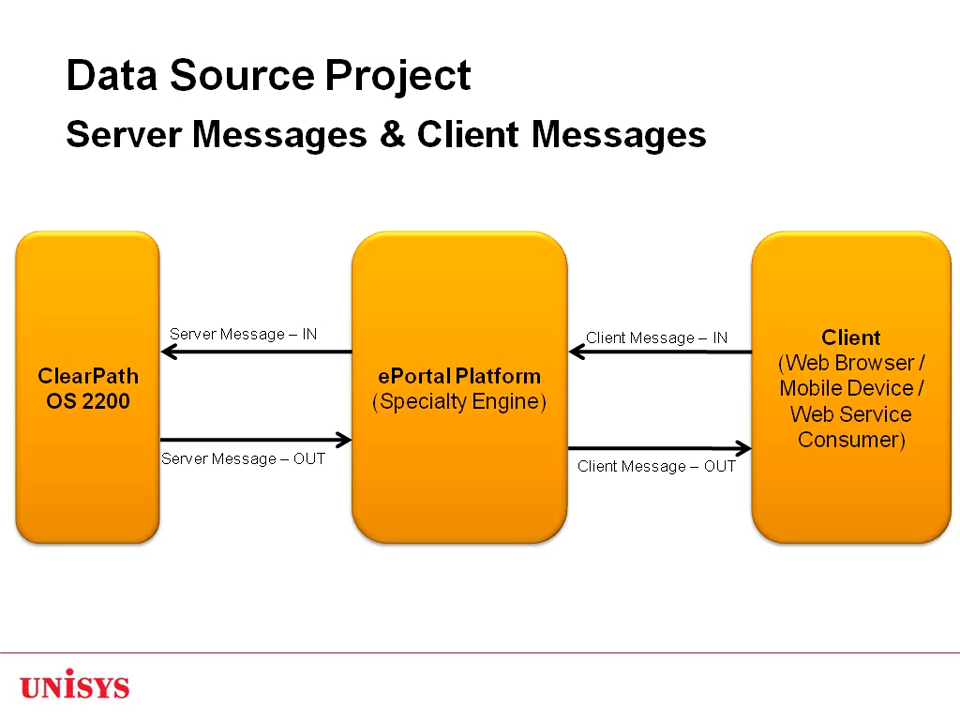 Data Source Project
Server Messages & Client Messages
ClearPath
OS 2200
Server Message – IN
Server Message – OUT
ePortal Platform
(Specialty Engine)
Client Message – IN
Client Message – OUT
Client
(Web Browser /
Mobile Device /
Web Service
Consumer)
UNISYS